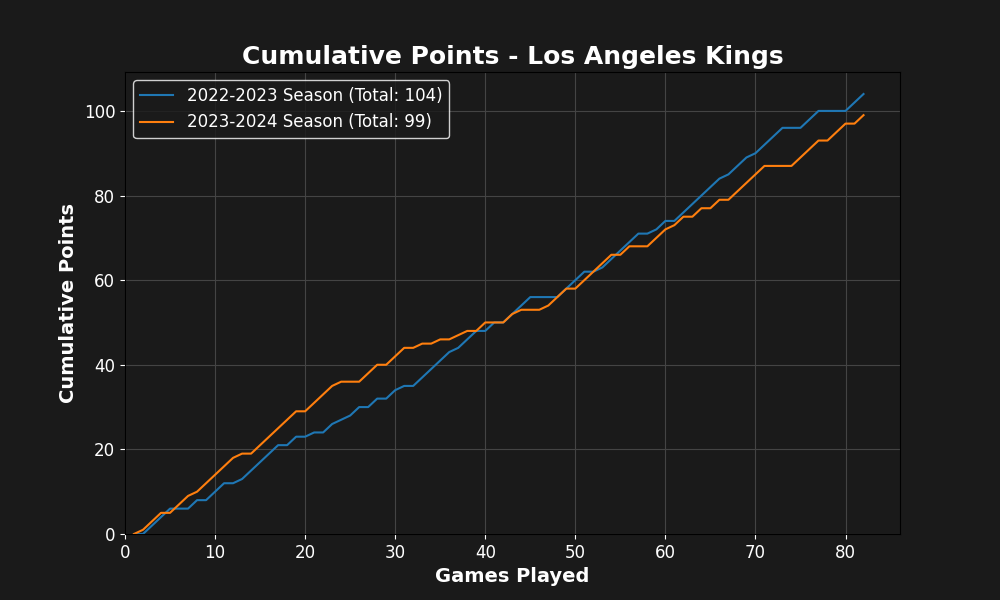 Cumulative Points - Los Angeles Kings
2022-2023 Season (Total: 104)
2023-2024 Season (Total: 99)
Cumulative Points
100
80
60
40
20
0
0 10 20 30 40 50 60 70 80
Games Played